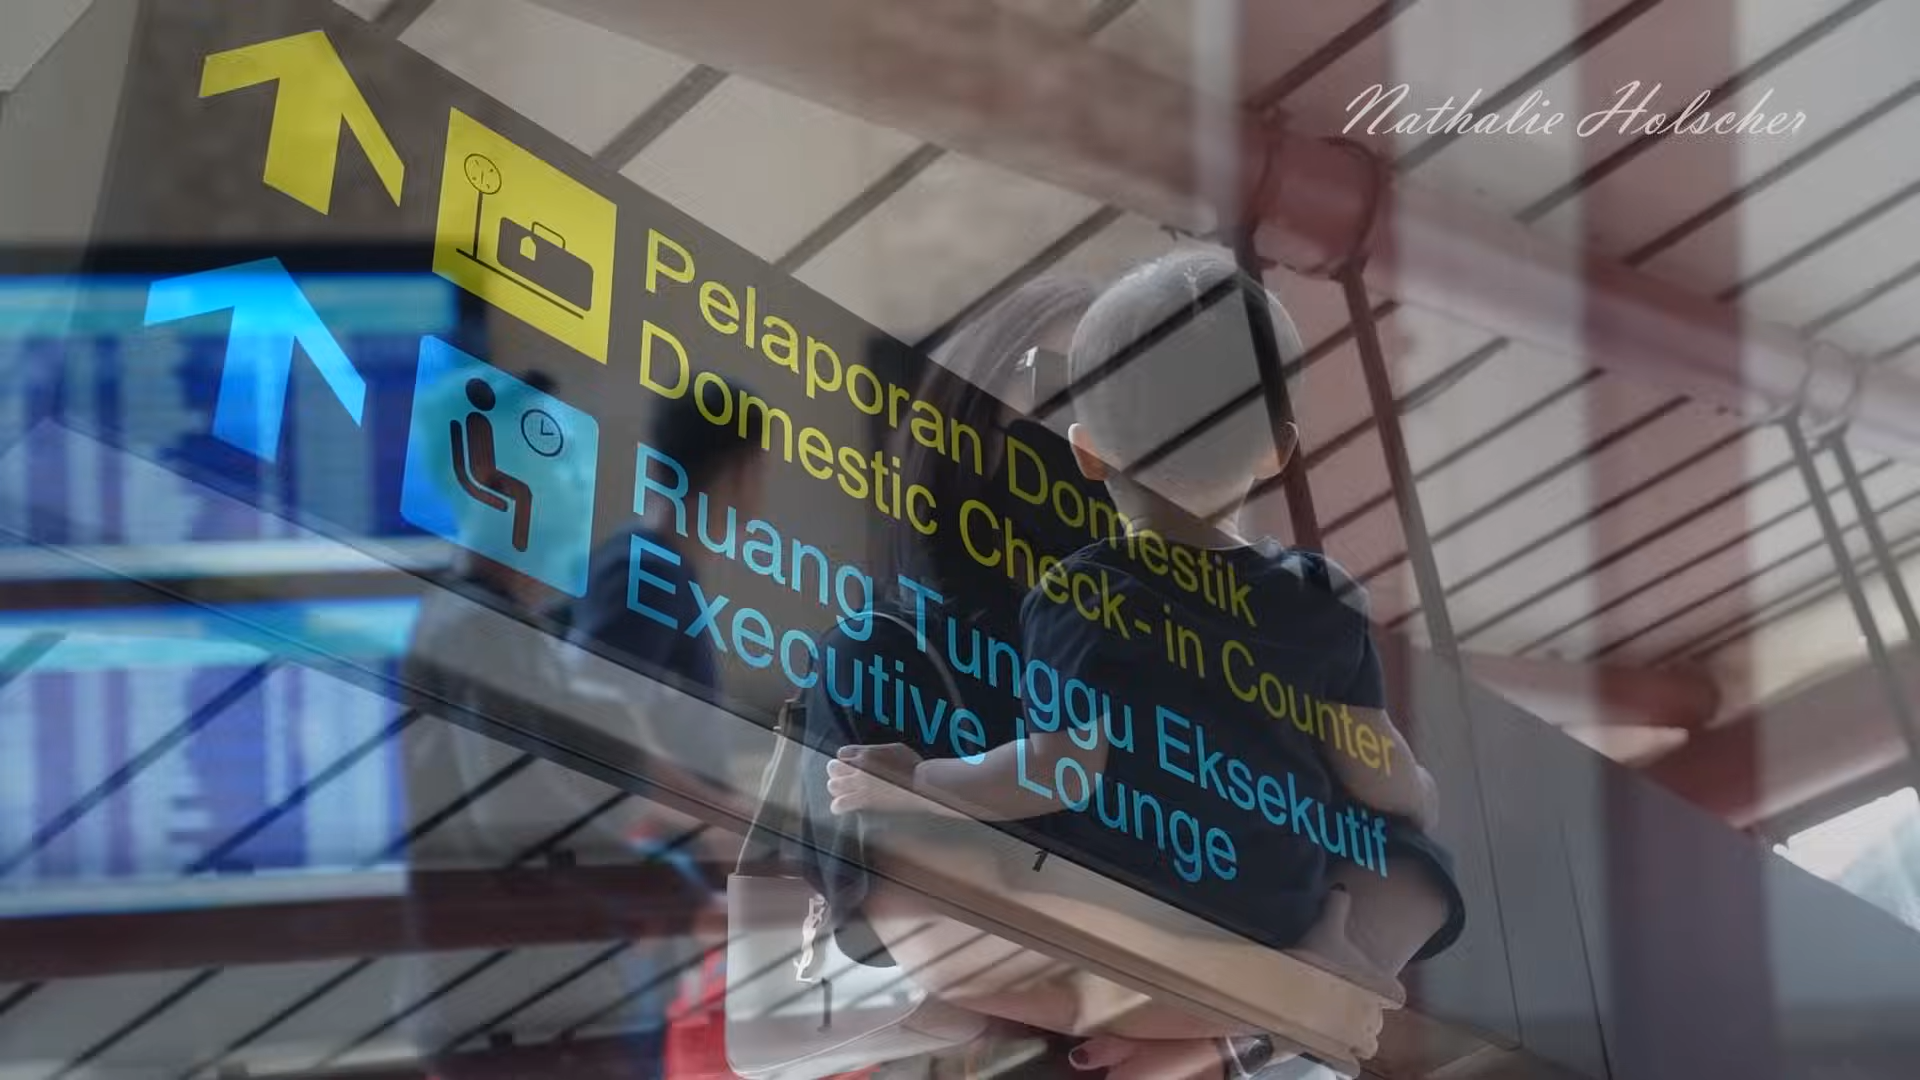 Nathalie Holscher
Pelaporan Domestik
Domestic Check-in Counter
Ruang Tunggu Eksekutif
Executive Lounge